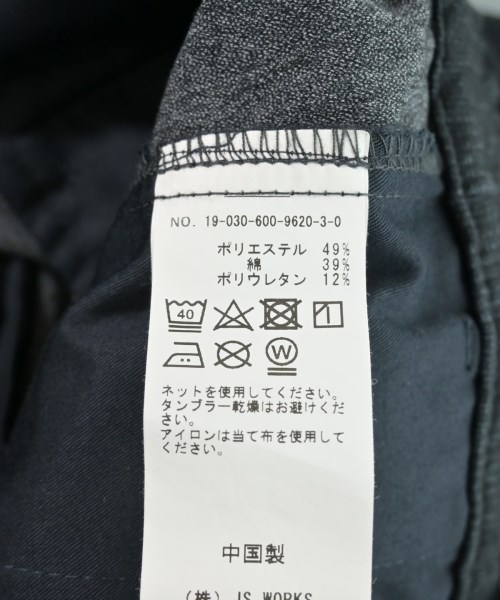 NO. 19-030-600-9620-3-0
ポリエステル 49%
綿 39%
ポリウレタン 12%
40
W
ネットを使用してください。
タンブラー乾燥はお避けくだ
さい。
アイロンは当て布を使用して
ください。
中国製
(株) JS WORKS